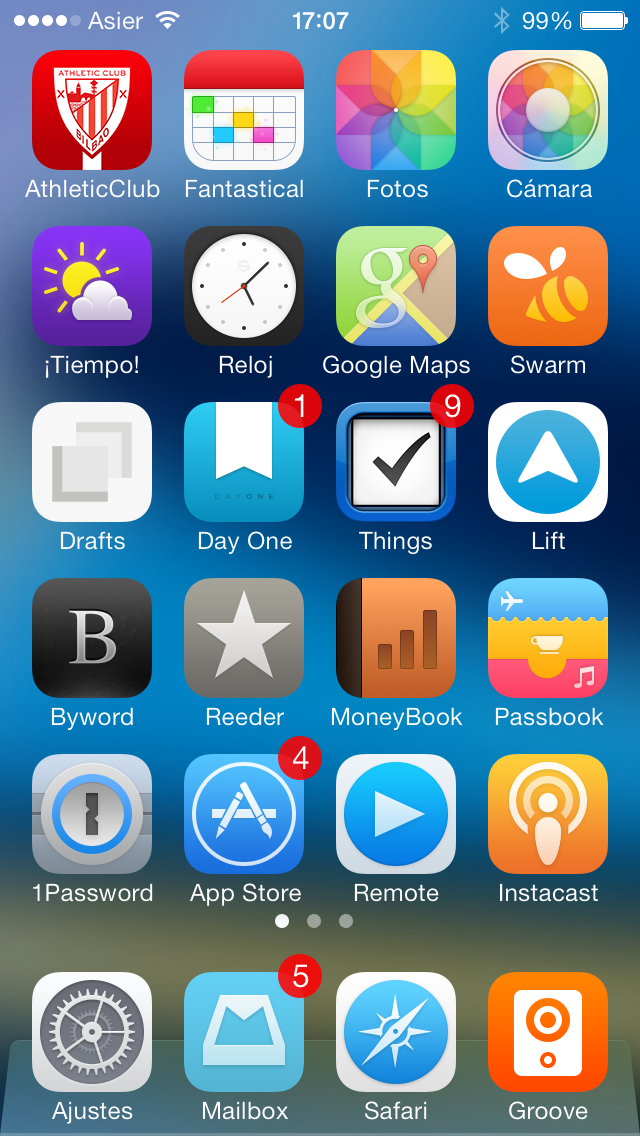 Asier 17:07 99%
ATHLETIC CLUB
BILBAO
AthleticClub Fantastical Fotos Cámara
g
¡Tiempo! Reloj Google Maps Swarm
1 9
DAYONE
Drafts Day One Things Lift
B
Byword Reeder MoneyBook Passbook
4
1Password App Store Remote Instacast
5
Ajustes Mailbox Safari Groove